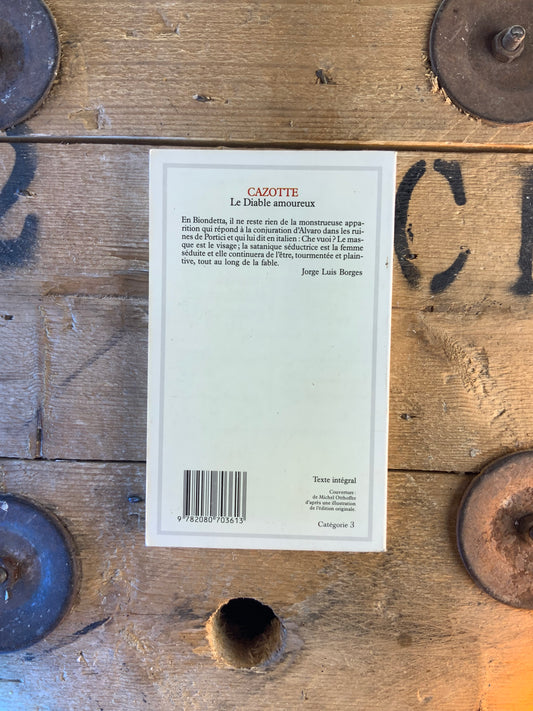 CAZOTTE
Le Diable amoureux
En Biondetta, il ne reste rien de la monstrueuse appa-
rition qui répond à la conjuration d'Alvaro dans les rui-
nes de Portici et qui lui dit en italien : Che vuoi ? Le mas-
que est le visage ; la satanique séductrice est la femme
séduite et elle continuera de l'être, tourmentée et plain-
tive, tout au long de la fable.
Jorge Luis Borges
Texte intégral
Couverture :
de Michel Otthoffer
d'après une illustration
de l'édition originale.
9 782080 703613
Catégorie 3